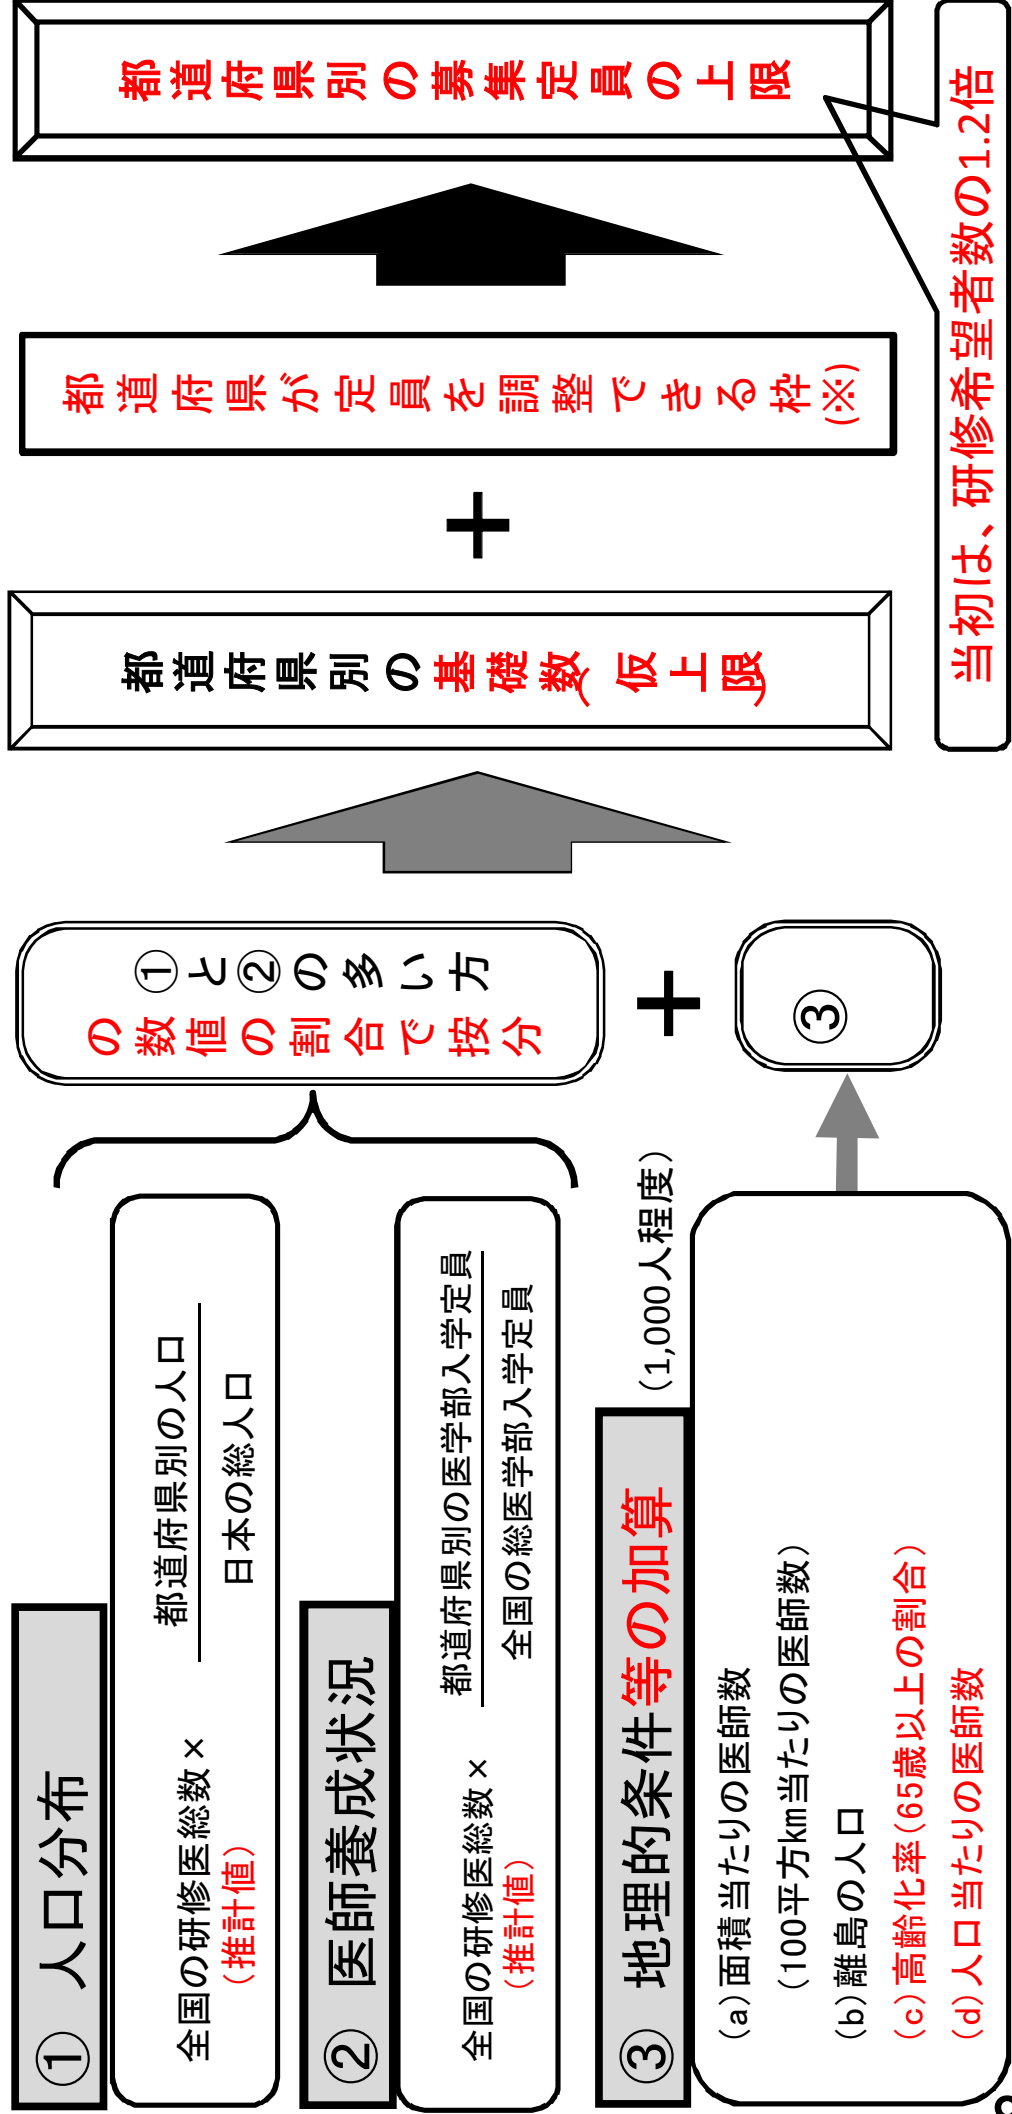 ① 人口分布
全国の研修医総数×
（推計値）
都道府県別の人口
日本の総人口
② 医師養成状況
全国の研修医総数×
（推計値）
都道府県別の医学部入学定員
全国の総医学部入学定員
③ 地理的条件等の加算
（1,000人程度）
（a）面積当たりの医師数
（100平方km当たりの医師数）
（b）離島の人口
（c）高齢化率（65歳以上の割合）
（d）人口当たりの医師数
①と②の多い方
の数値の割合で按分
＋
③
都道府県別の基礎数（仮上限）
＋
都道府県が定員を調整できる枠(※)
都道府県別の募集定員の上限
当初は、研修希望者数の1.2倍